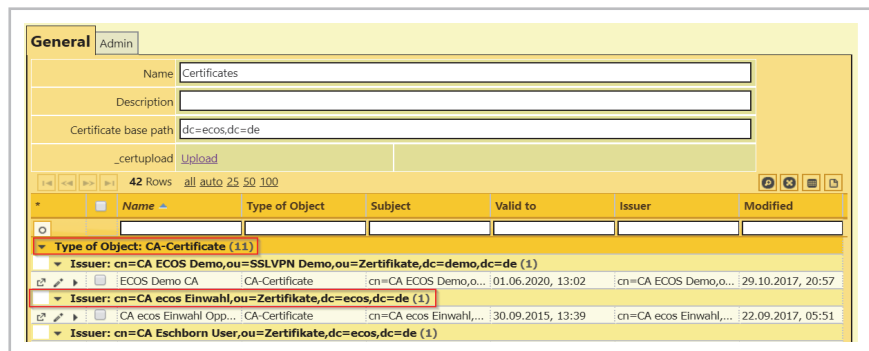 General Admin
Name Certificates
Description
Certificate base path dc=ecos,dc=de
_certupload Upload
42 Rows all auto 25 50 100
* Name Type of Object Subject Valid to Issuer Modified
Type of Object: CA-Certificate (11)
Issuer: cn=CA ECOS Demo,ou=SSLVPN Demo,ou=Zertifikate,dc=demo,dc=de (1)
ECOS Demo CA CA-Certificate cn=CA ECOS Demo,o... 01.06.2020, 13:02 cn=CA ECOS Demo,o... 29.10.2017, 20:57
Issuer: cn=CA ecos Einwahl,ou=Zertifikate,dc=ecos,dc=de (1)
CA ecos Einwahl Opp... CA-Certificate cn=CA ecos Einwahl,... 30.09.2015, 13:39 cn=CA ecos Einwahl,... 22.09.2017, 05:51
Issuer: cn=CA Eschborn User,ou=Zertifikate,dc=ecos,dc=de (1)